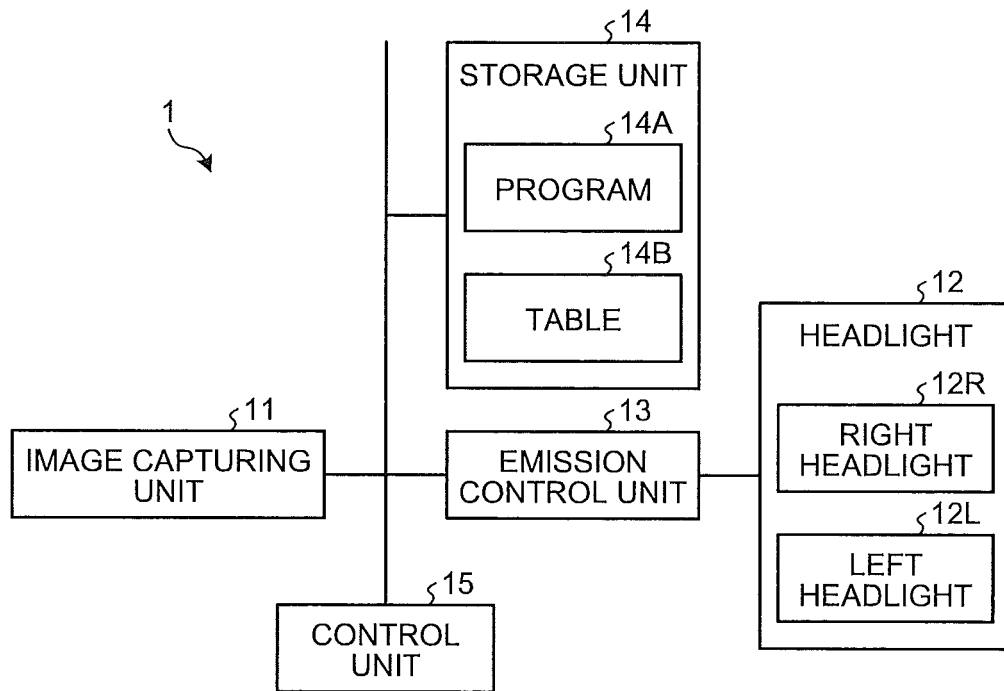 1
14
STORAGE UNIT
14A
PROGRAM
14B
TABLE
12
HEADLIGHT
12R
RIGHT
HEADLIGHT
12L
LEFT
HEADLIGHT
11
IMAGE CAPTURING
UNIT
13
EMISSION
CONTROL UNIT
15
CONTROL
UNIT